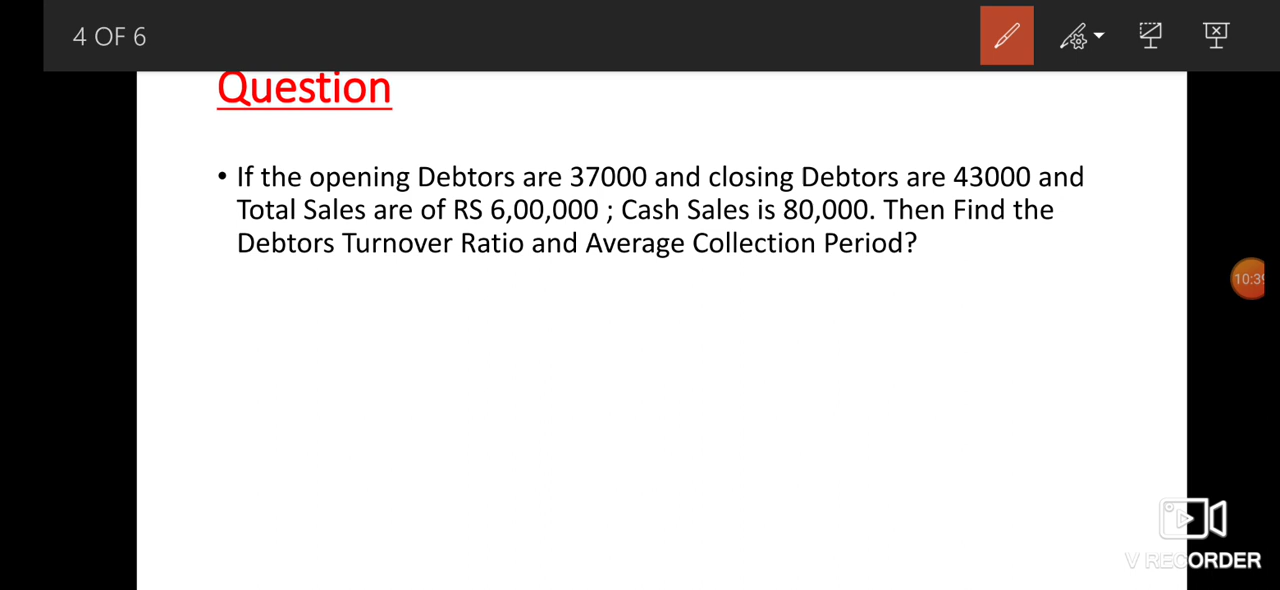 4 OF 6
Question
• If the opening Debtors are 37000 and closing Debtors are 43000 and
Total Sales are of RS 6,00,000 ; Cash Sales is 80,000. Then Find the
Debtors Turnover Ratio and Average Collection Period?
V RECORDER